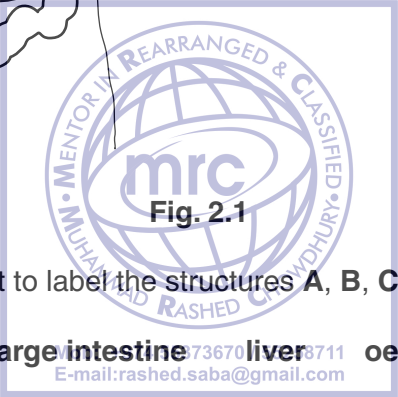 MENTOR IN REARRANGED & CLASSIFIED
mrc
MUHAMMAD RASHED CHOWDHURY
Fig. 2.1
t to label the structures A, B, C
arge intestine liver oe
E-mail:rashed.saba@gmail.com